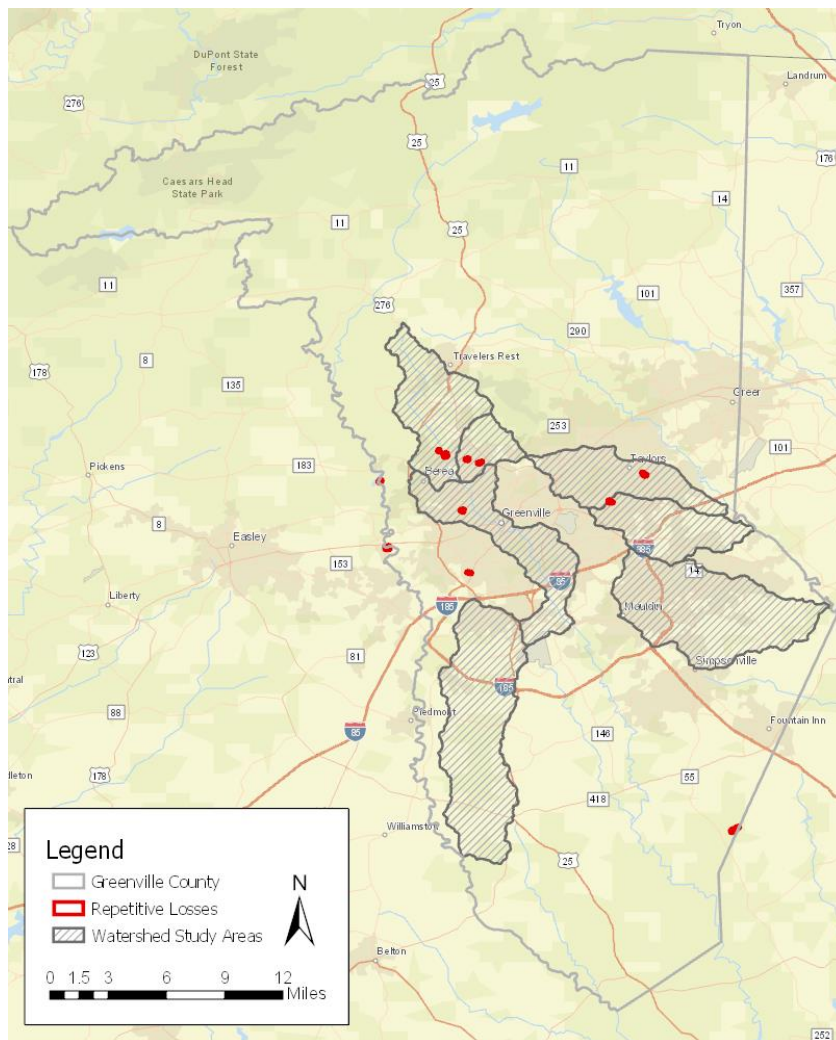 Tryon
DuPont State
Forest
25
Landrum
276
25
11
176
Caesars Head
State Park
14
11
25
11
101
357
276
290
8
Travelers Rest
178
135
Greer
253
101
Taylors
183
Berea
Pickens
Greenville
8
Easley
385
153
14
85
Liberty
185
Mauldin
123
81
Simpsonville
ntral
185
88
Piedmont
Fountain Inn
85
146
55
dleton
178
418
Williamston
28
25
Legend
Greenville County
N
Repetitive Losses
Watershed Study Areas
0 1.5 3 6 9 12
Miles
Belton
252